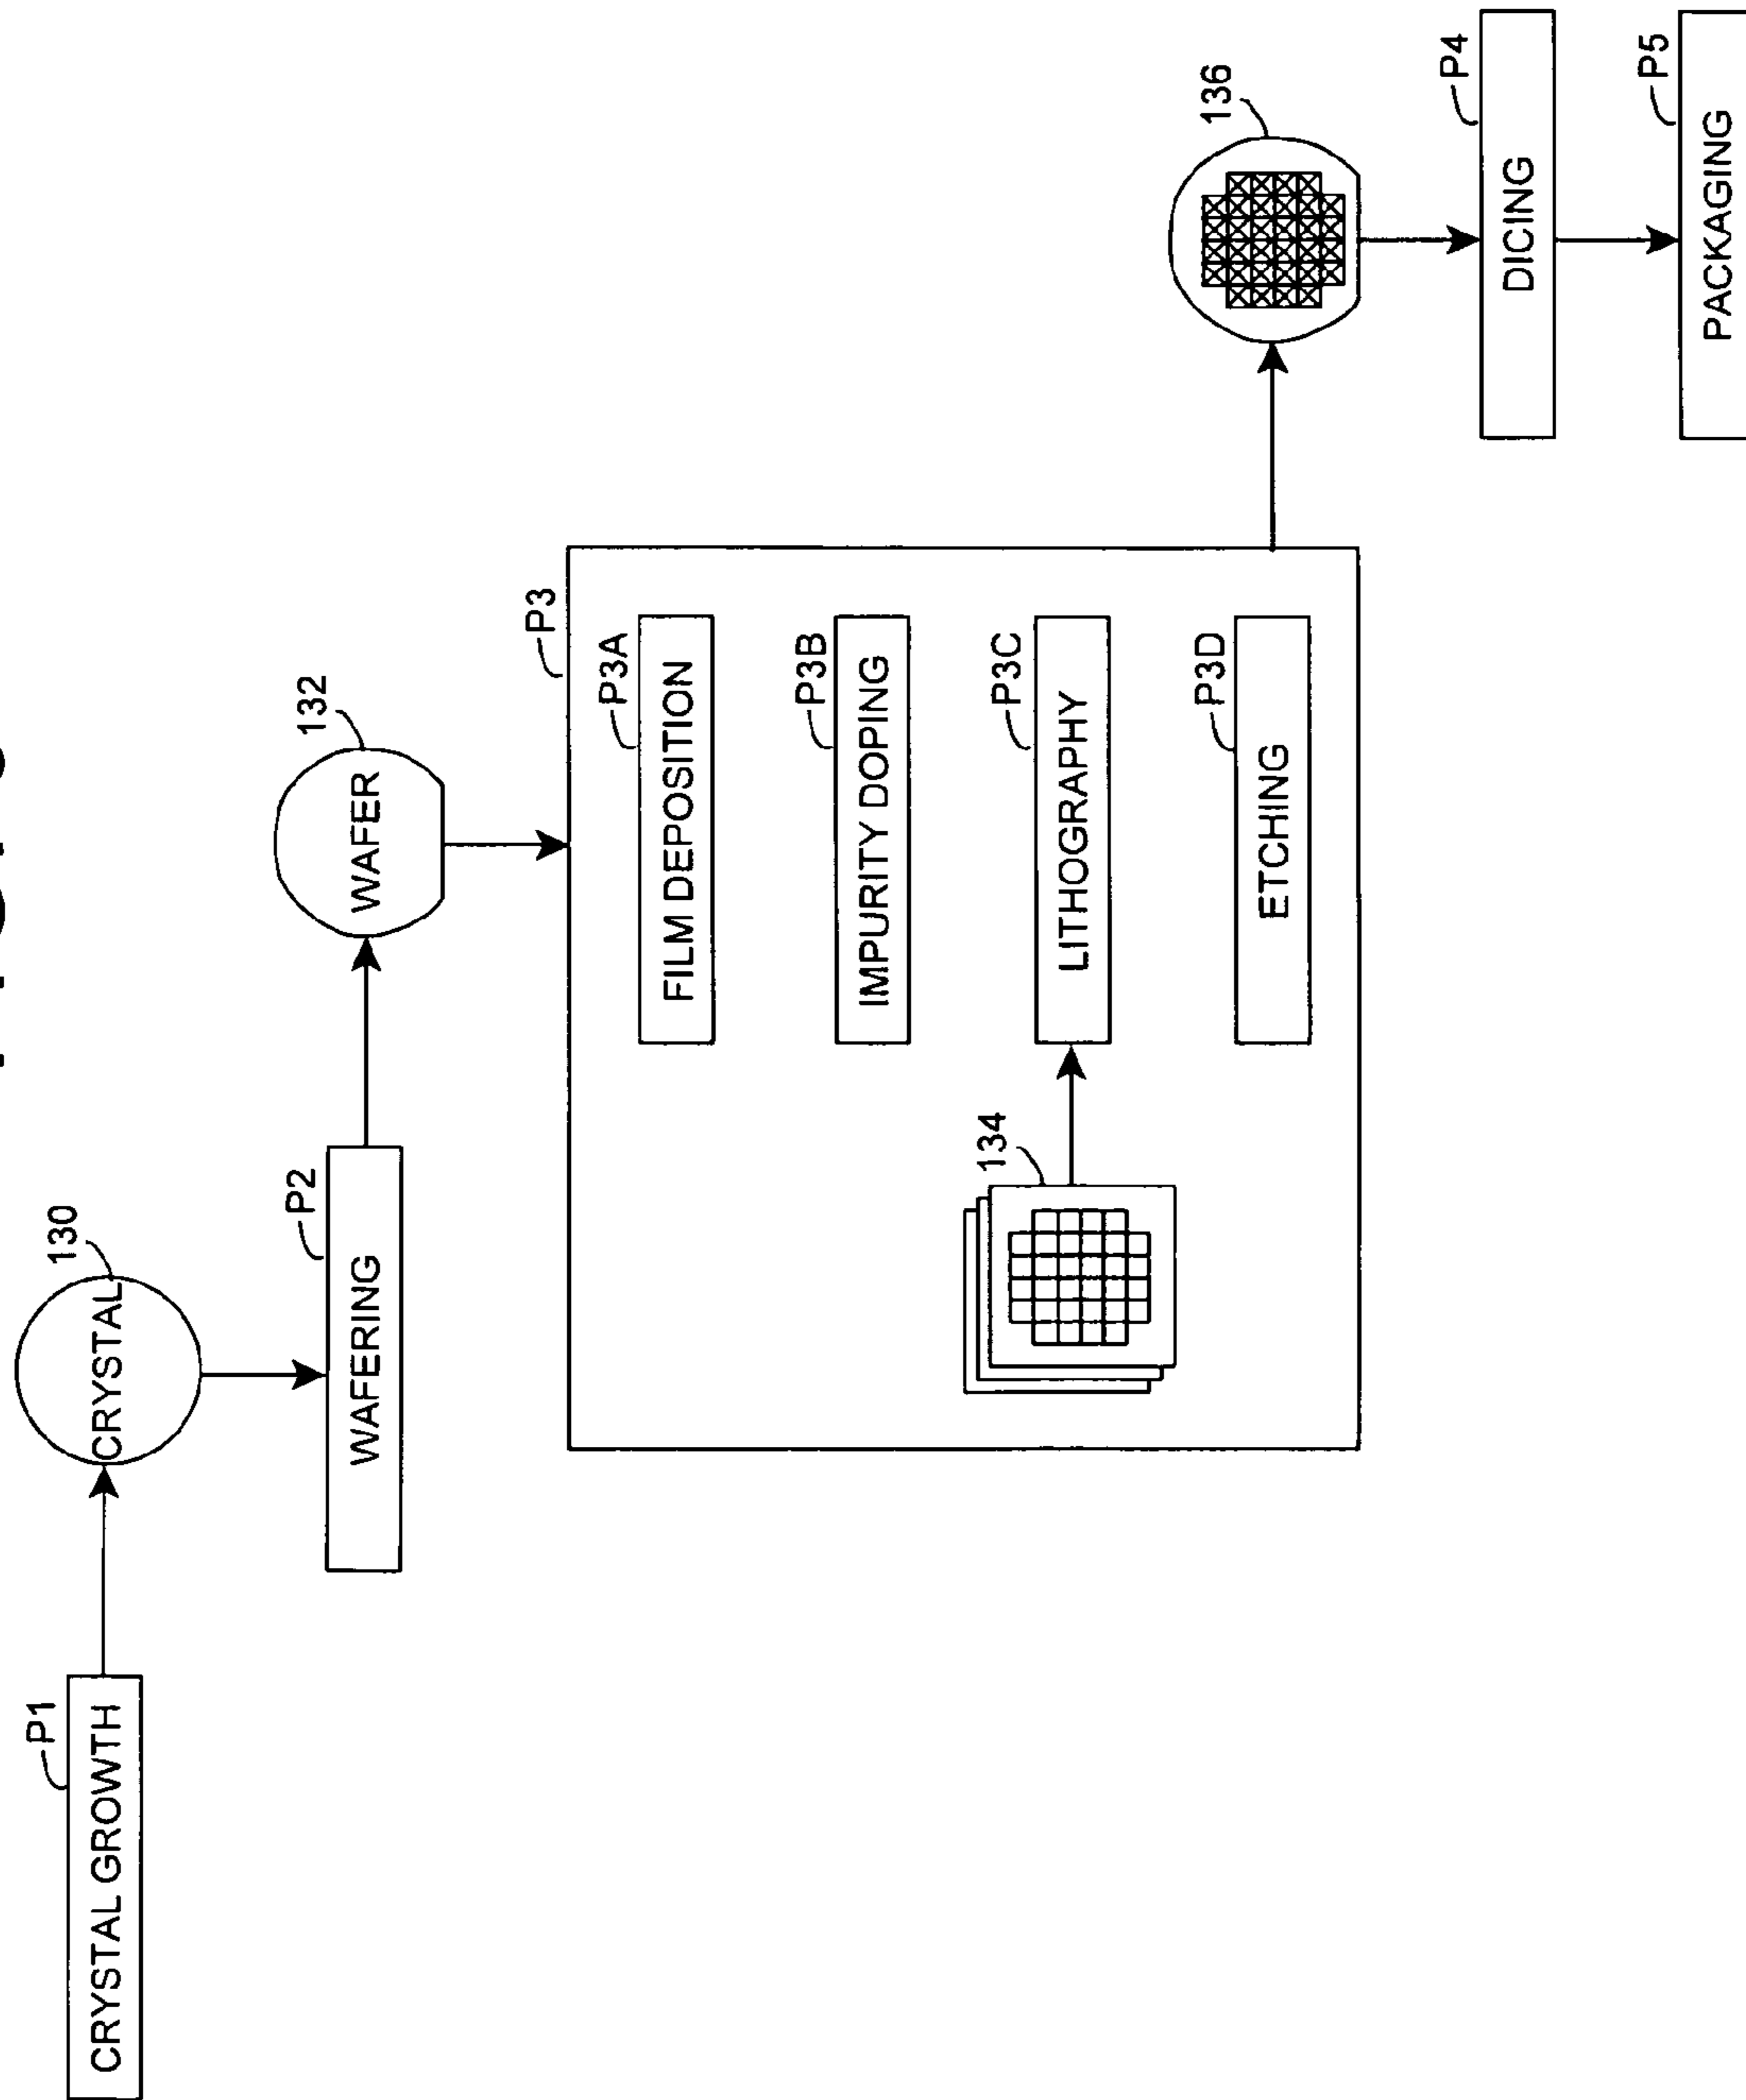 P1
CRYSTAL GROWTH
130
CRYSTAL
P2
WAFERING
132
WAFER
P3
P3A
FILM DEPOSITION
P3B
IMPURITY DOPING
134
P3C
LITHOGRAPHY
P3D
ETCHING
136
P4
DICING
P5
PACKAGING